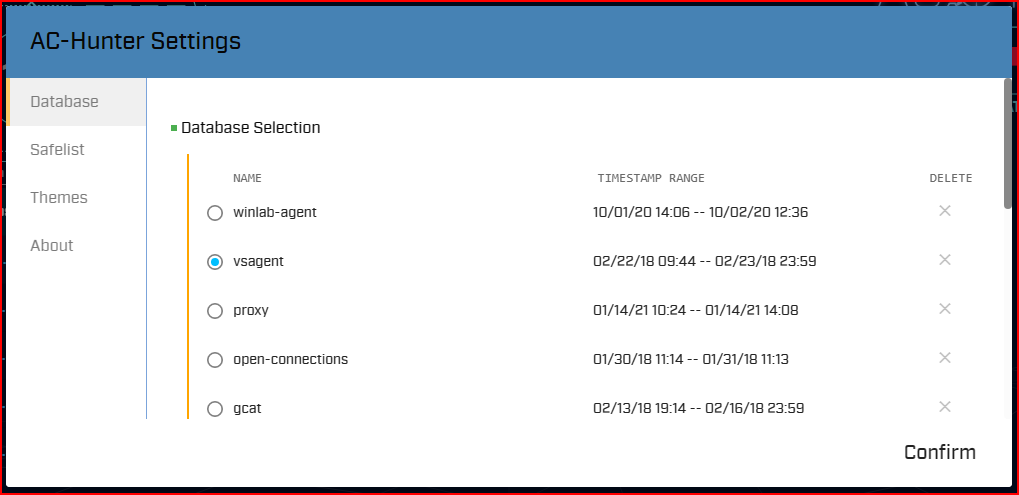 AC-Hunter Settings
Database
Safelist
Themes
About
Database Selection
NAME TIMESTAMP RANGE DELETE
winlab-agent 10/01/20 14:06 -- 10/02/20 12:36
vsagent 02/22/18 09:44 -- 02/23/18 23:59
proxy 01/14/21 10:24 -- 01/14/21 14:08
open-connections 01/30/18 11:14 -- 01/31/18 11:13
gcat 02/13/18 19:14 -- 02/16/18 23:59
Confirm